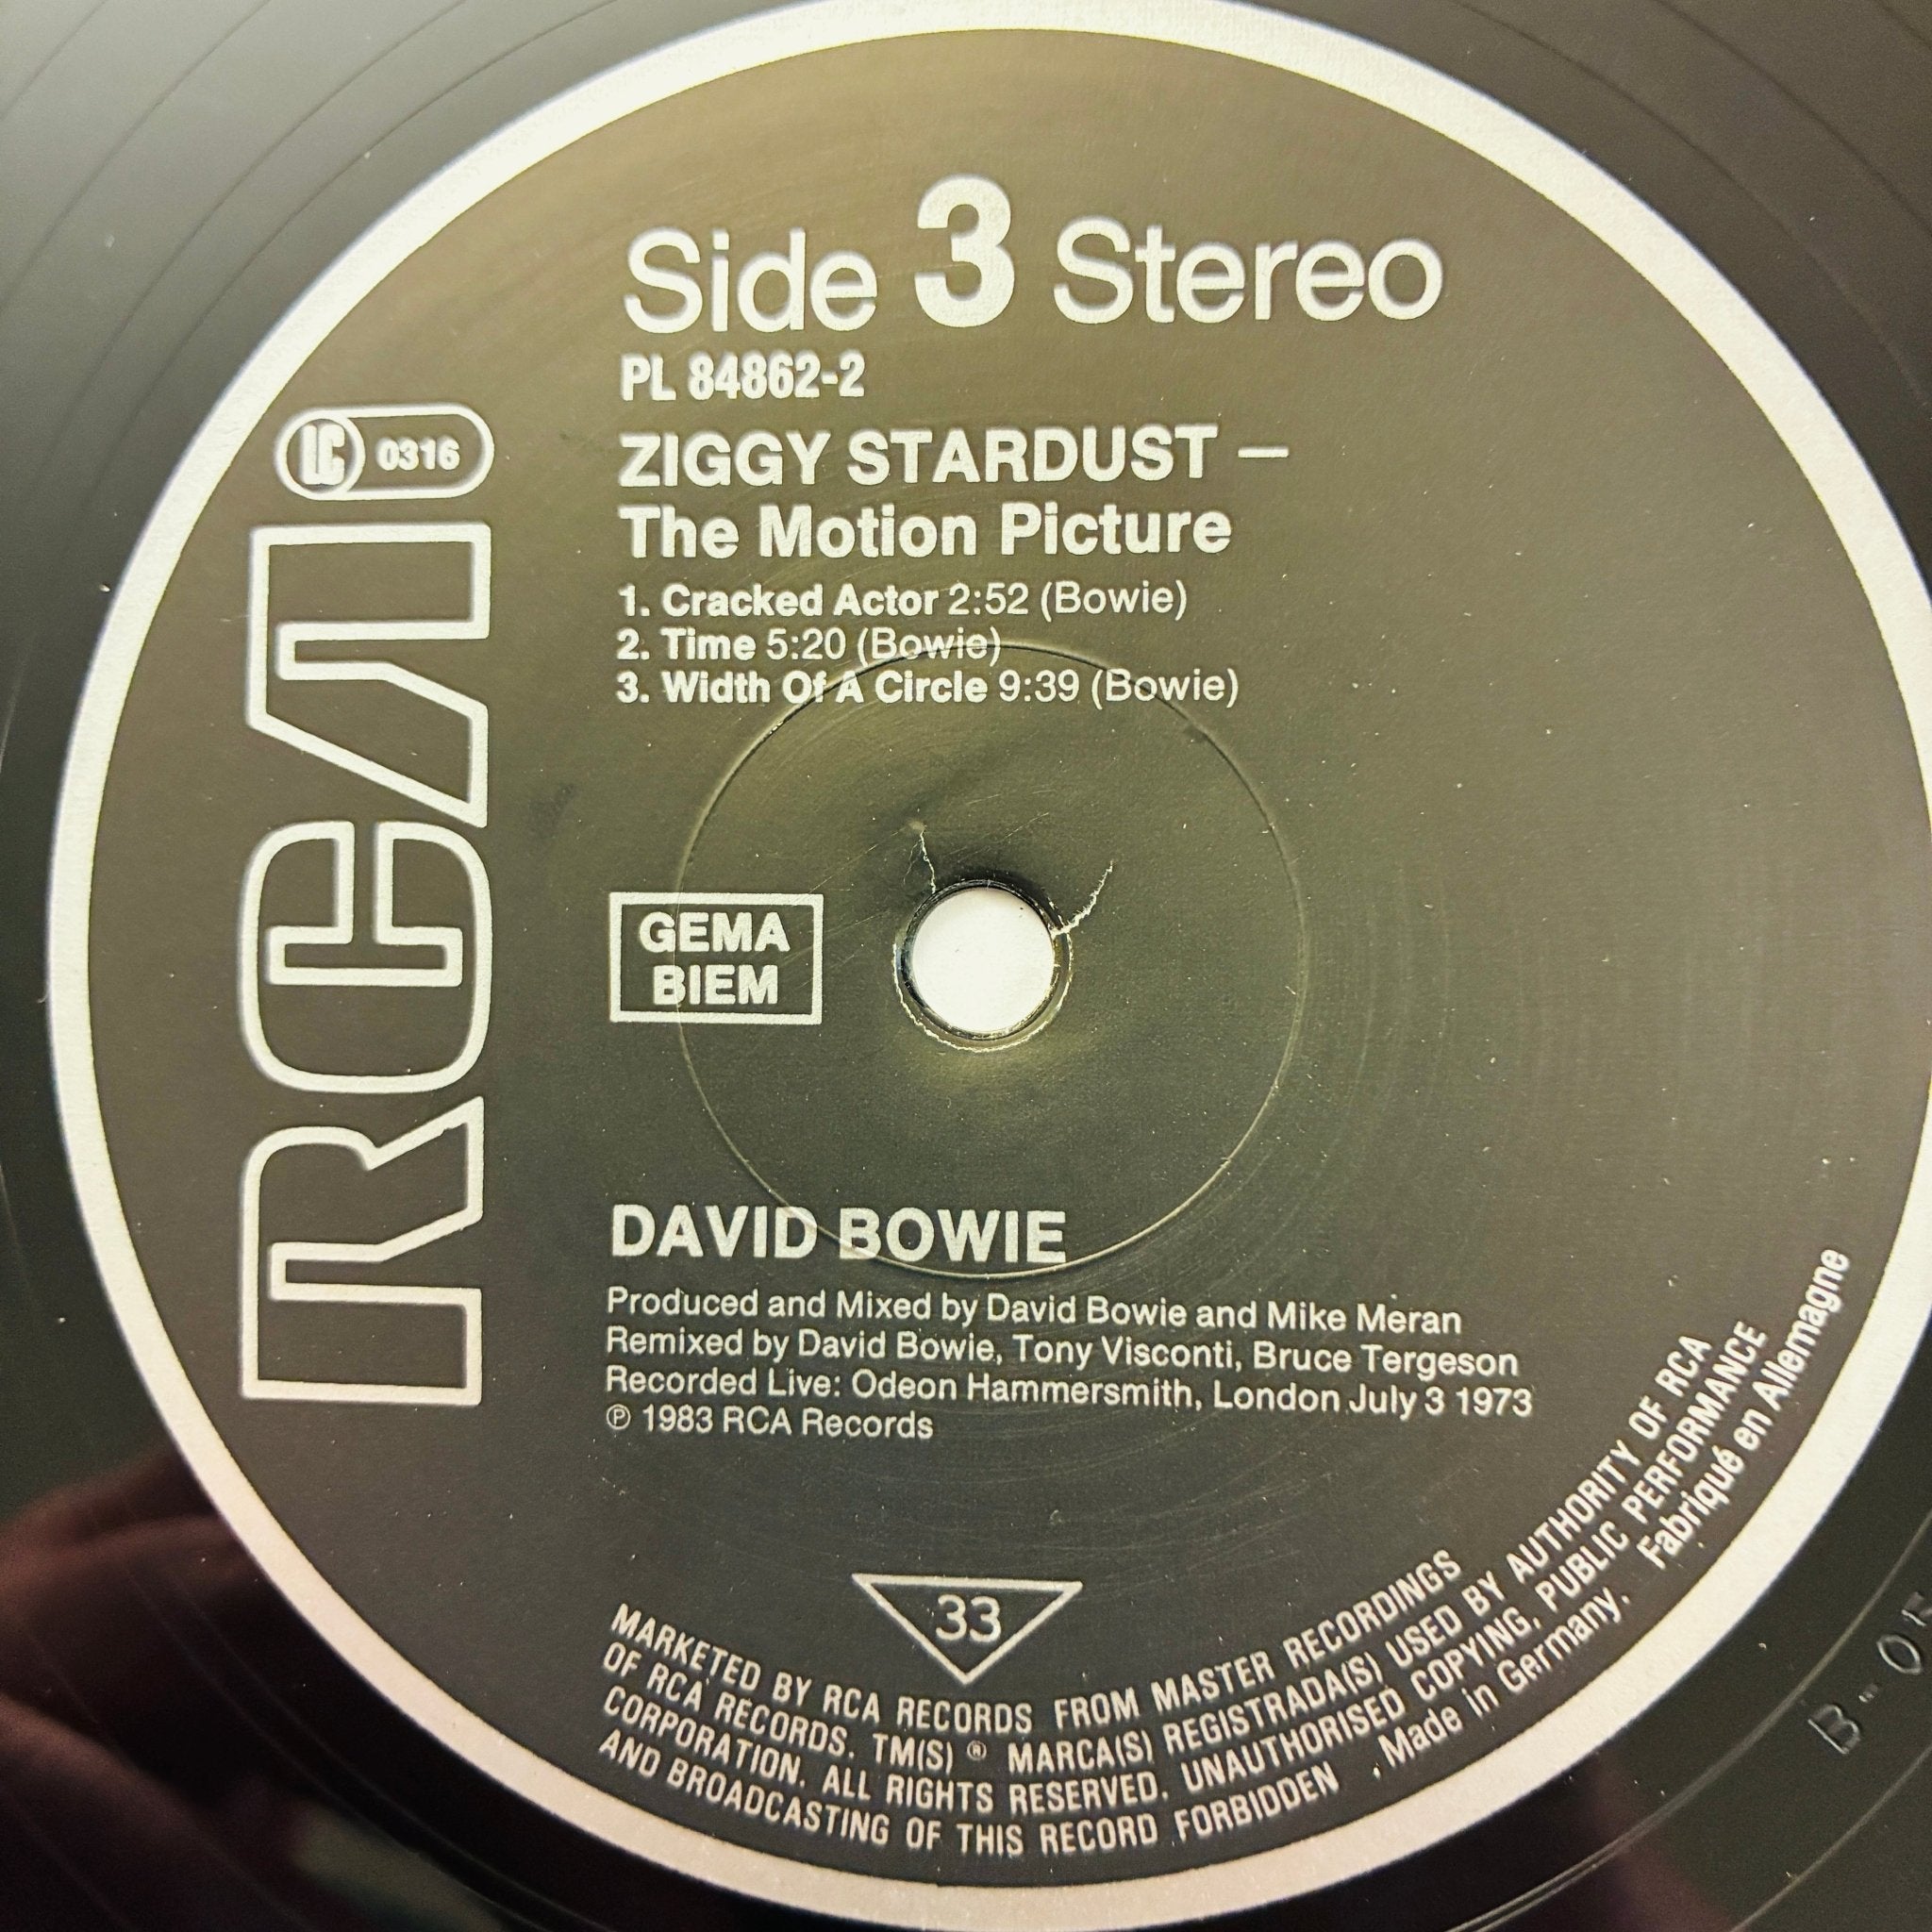 Side 3 Stereo
PL 84862-2
LC 0316
ZIGGY STARDUST —
The Motion Picture
1. Cracked Actor 2:52 (Bowie)
2. Time 5:20 (Bowie)
3. Width Of A Circle 9:39 (Bowie)
RCA
GEMA
BIEM
DAVID BOWIE
Produced and Mixed by David Bowie and Mike Meran
Remixed by David Bowie, Tony Visconti, Bruce Tergeson
Recorded Live: Odeon Hammersmith, London July 3 1973
℗ 1983 RCA Records
33
MARKETED BY RCA RECORDS FROM MASTER RECORDINGS
OF RCA RECORDS. TM(S) ® MARCA(S) REGISTRADA(S) USED BY AUTHORITY OF RCA
CORPORATION. ALL RIGHTS RESERVED. UNAUTHORISED COPYING, PUBLIC PERFORMANCE
AND BROADCASTING OF THIS RECORD FORBIDDEN . Made in Germany. Fabriqué en Allemagne